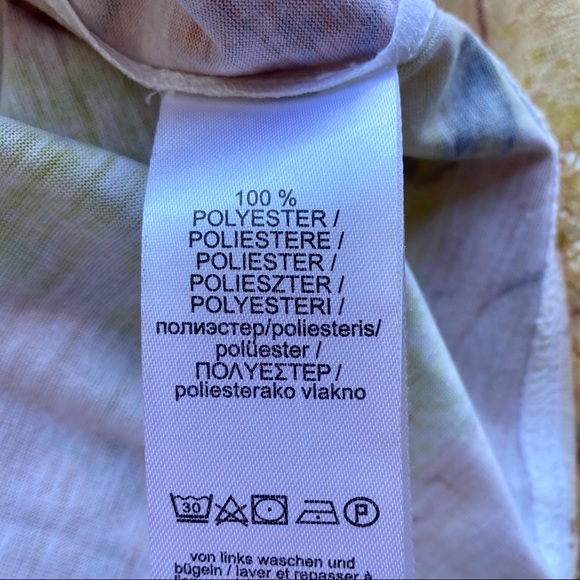 100 %
POLYESTER /
POLIESTERE /
POLIESTER /
POLIESZTER /
POLYESTERI /
полиэстер/poliesteris/
polüester /
ΠΟΛΥΕΣΤΕΡ /
poliesterako vlakno
30 P
von links waschen und
bügeln / laver et repasser à